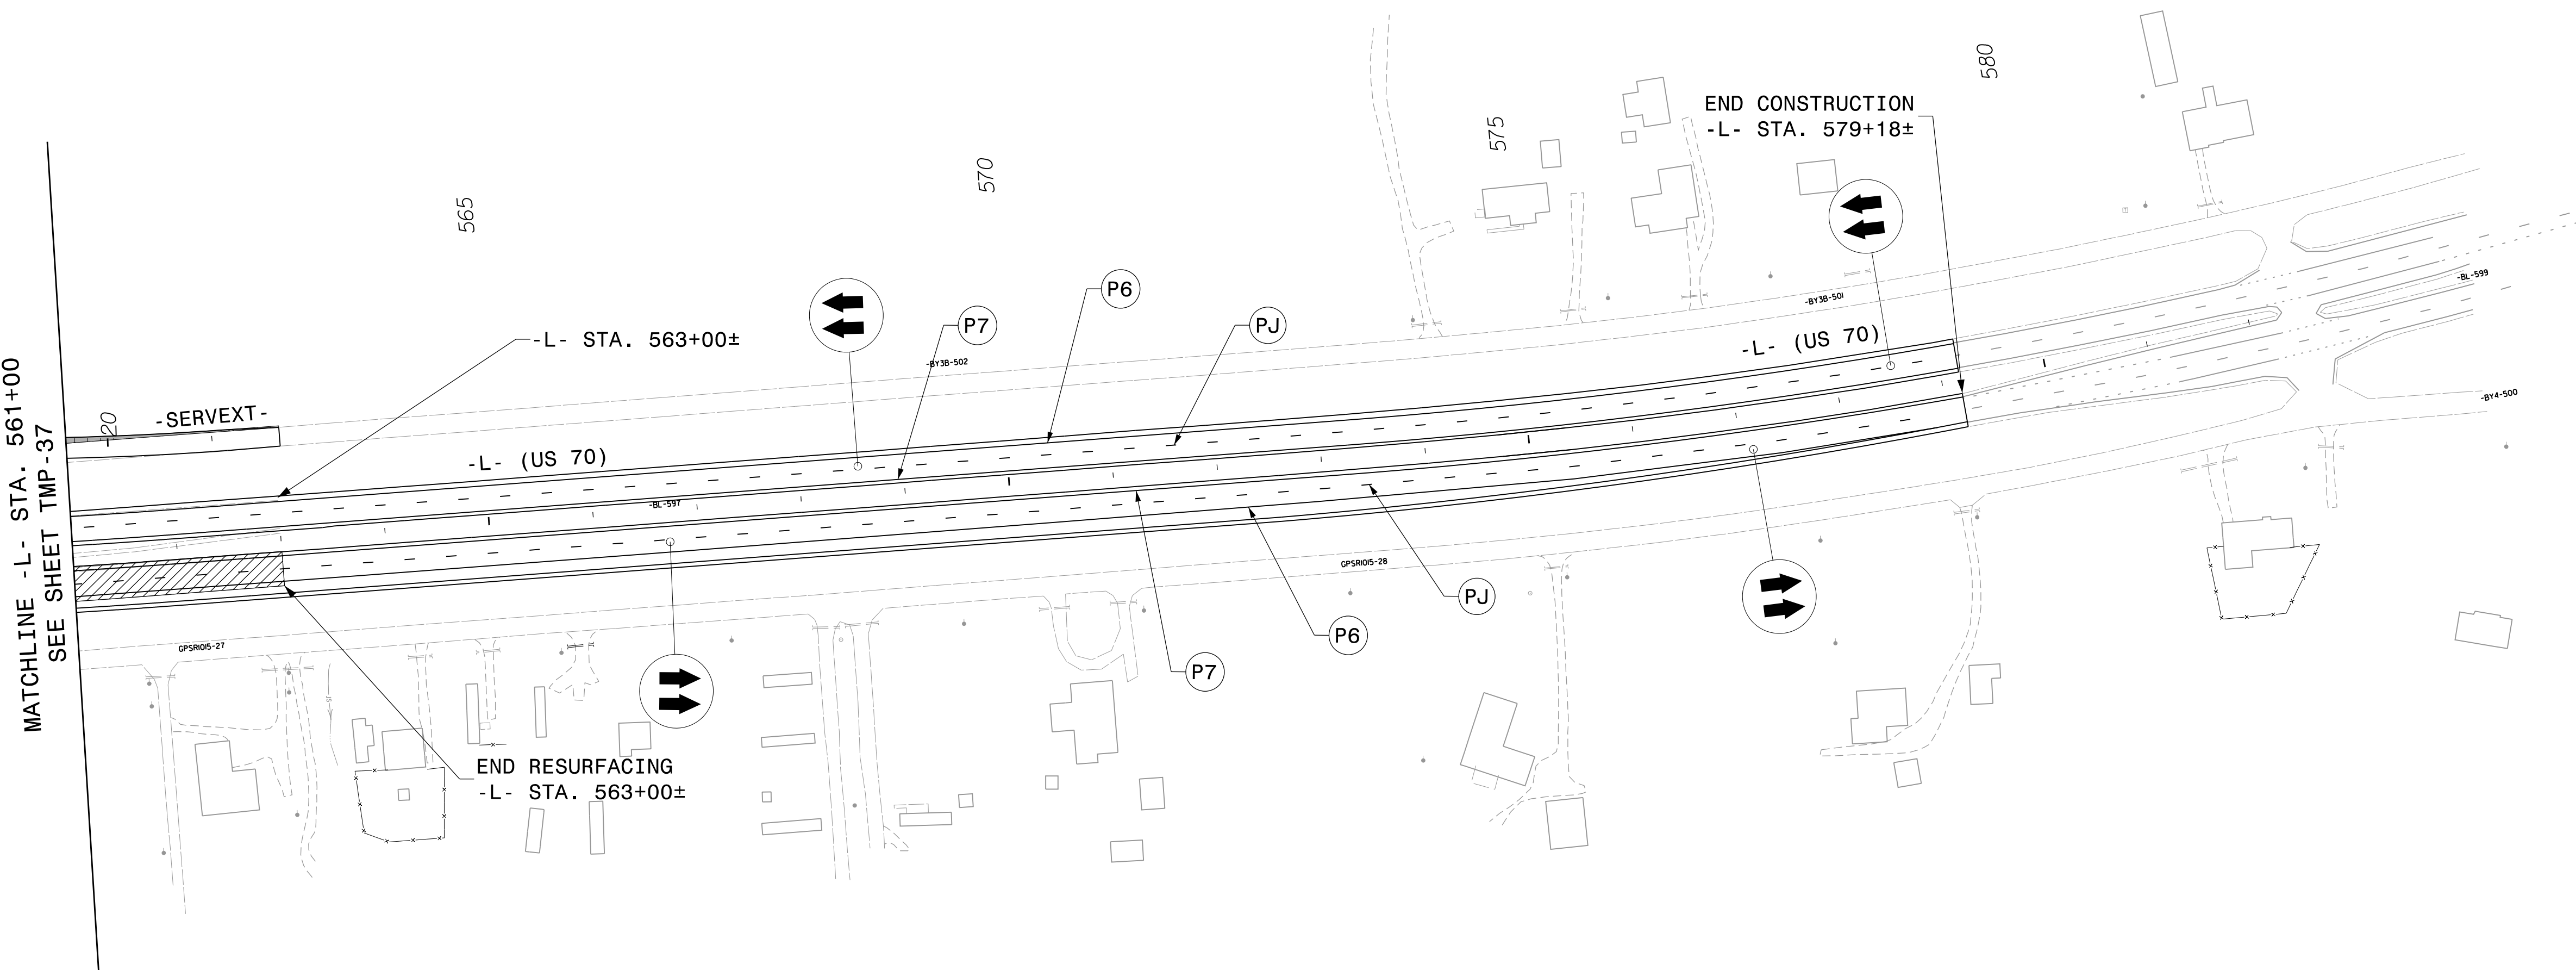 580
END CONSTRUCTION
-L- STA. 579+18±
575
570
565
-BL-599
-BY3B-501
P6
P7
PJ
-L- STA. 563+00±
-L- (US 70)
-BY3B-502
-BY4-500
MATCHLINE -L- STA. 561+00
SEE SHEET TMP-37
20
-SERVEXT-
-L- (US 70)
-BL-597
GPSR1015-28
PJ
P6
P7
GPSR1015-27
END RESURFACING
-L- STA. 563+00±